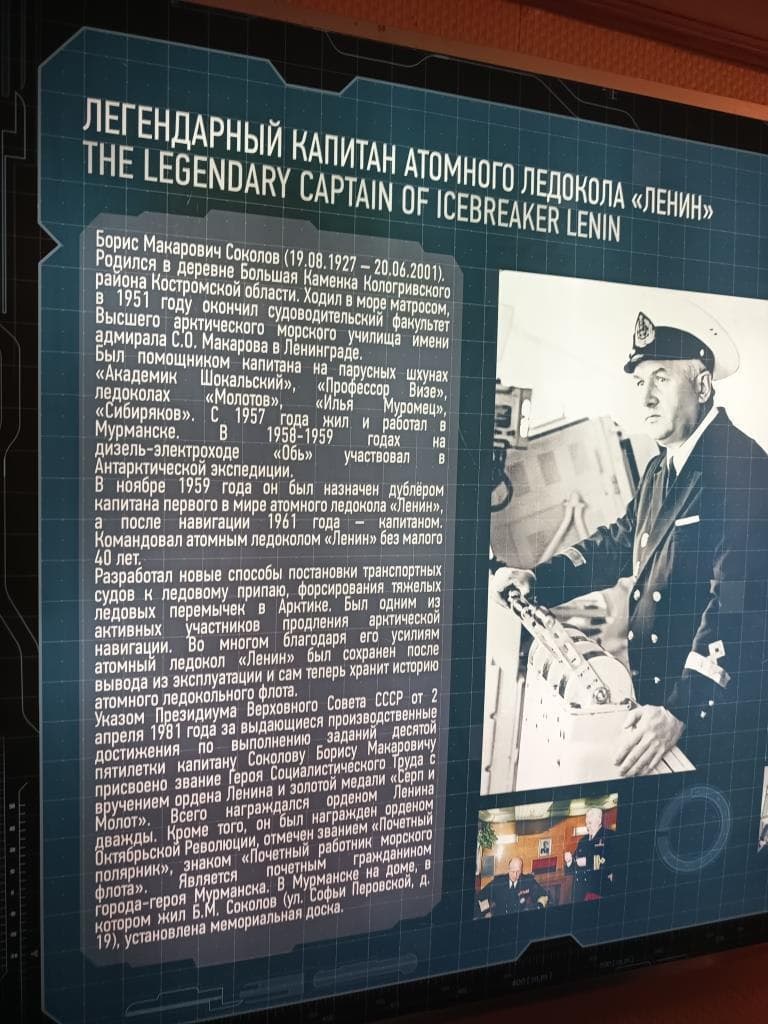 ЛЕГЕНДАРНЫЙ КАПИТАН АТОМНОГО ЛЕДОКОЛА «ЛЕНИН»
THE LEGENDARY CAPTAIN OF ICEBREAKER LENIN
Борис Макарович Соколов (19.08.1927 – 20.06.2001).
Родился в деревне Большая Каменка Кологривского
района Костромской области. Ходил в море матросом,
в 1951 году окончил судоводительский факультет
Высшего арктического морского училища имени
адмирала С.О. Макарова в Ленинграде.
Был помощником капитана на парусных шхунах
«Академик Шокальский», «Профессор Визе»,
ледоколах «Молотов», «Илья Муромец»,
«Сибиряков». С 1957 года жил и работал в
Мурманске. В 1958-1959 годах на
дизель-электроходе «Обь» участвовал в
Антарктической экспедиции.
В ноябре 1959 года он был назначен дублёром
капитана первого в мире атомного ледокола «Ленин»,
а после навигации 1961 года – капитаном.
Командовал атомным ледоколом «Ленин» без малого
40 лет.
Разработал новые способы постановки транспортных
судов к ледовому припаю, форсирования тяжелых
ледовых перемычек в Арктике. Был одним из
активных участников продления арктической
навигации. Во многом благодаря его усилиям
атомный ледокол «Ленин» был сохранен после
вывода из эксплуатации и сам теперь хранит историю
атомного ледокольного флота.
Указом Президиума Верховного Совета СССР от 2
апреля 1981 года за выдающиеся производственные
достижения по выполнению заданий десятой
пятилетки капитану Соколову Борису Макаровичу
присвоено звание Героя Социалистического Труда с
вручением ордена Ленина и золотой медали «Серп и
Молот». Всего награждался орденом Ленина
дважды. Кроме того, он был награжден орденом
Октябрьской Революции, отмечен званием «Почетный
полярник», знаком «Почетный работник морского
флота». Является почетным гражданином
города-героя Мурманска. В Мурманске на доме, в
котором жил Б.М. Соколов (ул. Софьи Перовской, д.
19), установлена мемориальная доска.